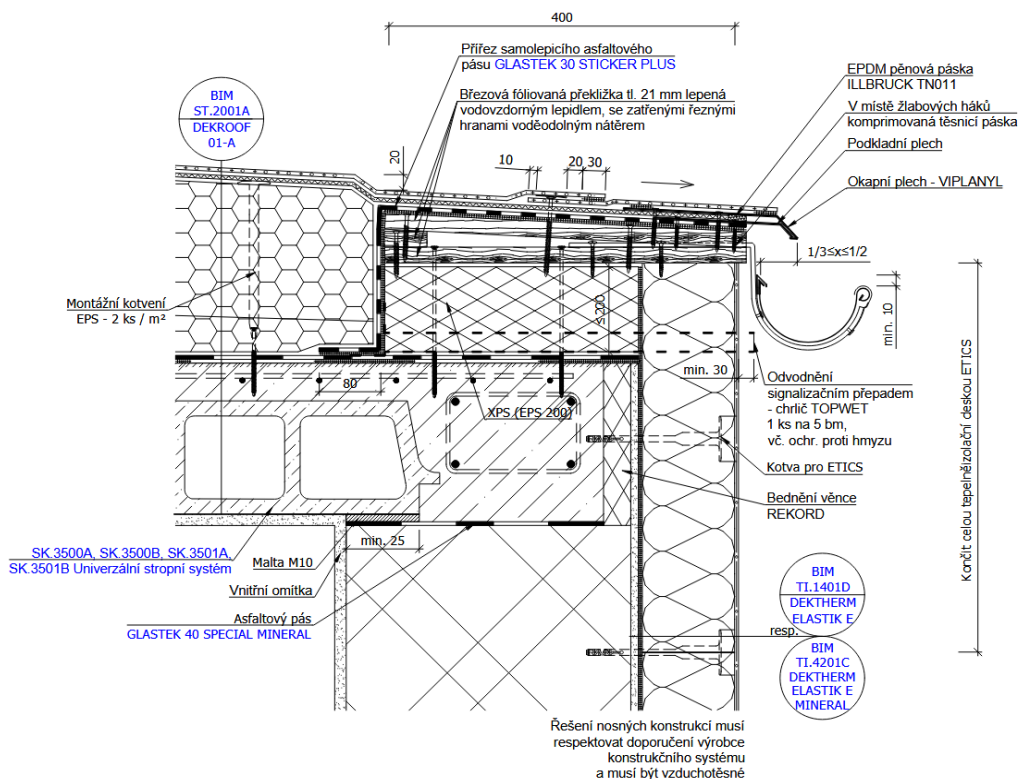 400
Přířez samolepicího asfaltového
pásu GLASTEK 30 STICKER PLUS
Březová fóliovaná překližka tl. 21 mm lepená
vodovzdorným lepidlem, se zatřenými řeznými
hranami voděodolným nátěrem
EPDM pěnová páska
ILLBRUCK TN011
V místě žlabových háků
komprimovaná těsnicí páska
Podkladní plech
Okapní plech - VIPLANYL
BIM
ST.2001A
DEKROOF
01-A
20
10
20
30
1/3≤x≤1/2
Montážní kotvení
EPS - 2 ks / m²
≤ 200
min. 10
min. 30
80
XPS (EPS 200)
Odvodnění
signalizačním přepadem
- chrlič TOPWET
1 ks na 5 bm,
vč. ochr. proti hmyzu
Kotva pro ETICS
Bednění věnce
REKORD
Končit celou tepelněizolační deskou ETICS
SK.3500A, SK.3500B, SK.3501A,
SK.3501B Univerzální stropní systém
Malta M10
min. 25
Vnitřní omítka
Asfaltový pás
GLASTEK 40 SPECIAL MINERAL
BIM
TI.1401D
DEKTHERM
ELASTIK E
resp.
BIM
TI.4201C
DEKTHERM
ELASTIK E
MINERAL
Řešení nosných konstrukcí musí
respektovat doporučení výrobce
konstrukčního systému
a musí být vzduchotěsné